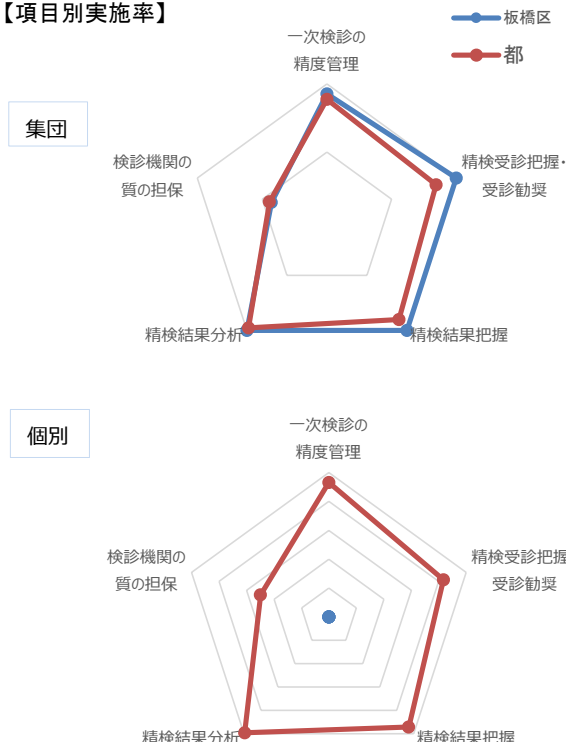 【項目別実施率】
板橋区
都
集団
一次検診の
精度管理
精検受診把握・
受診勧奨
精検結果把握
精検結果分析
検診機関の
質の担保
個別
一次検診の
精度管理
精検受診把握
受診勧奨
精検結果把握
精検結果分析
検診機関の
質の担保